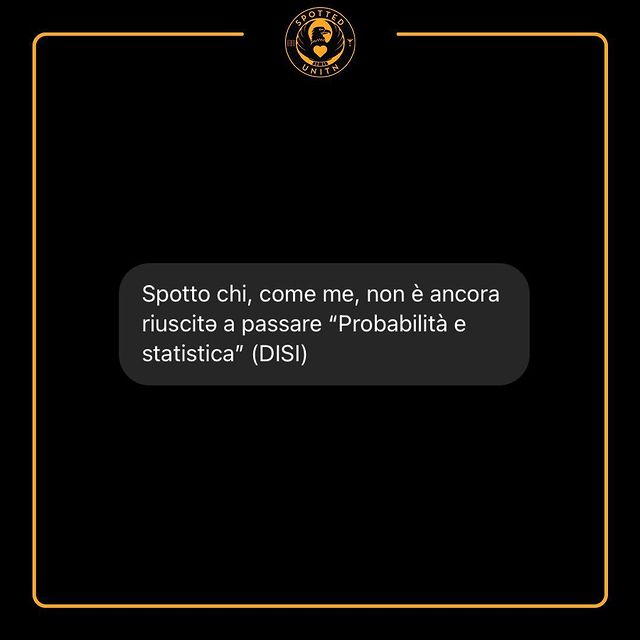 SPOTTED
UNITN
Spotto chi, come me, non è ancora
riuscitə a passare “Probabilità e
statistica” (DISI)